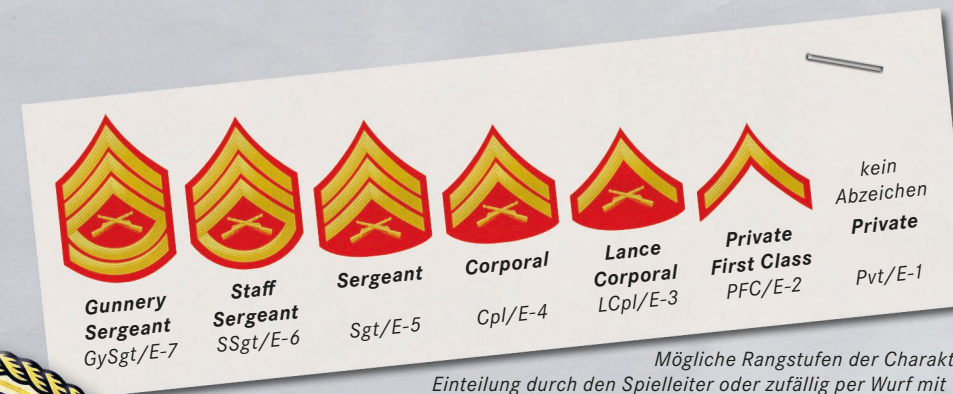 Gunnery
Sergeant
GySgt/E-7
Staff
Sergeant
SSgt/E-6
Sergeant
Sgt/E-5
Corporal
Cpl/E-4
Lance
Corporal
LCpl/E-3
Private
First Class
PFC/E-2
kein
Abzeichen
Private
Pvt/E-1
Mögliche Rangstufen der Charakt
Einteilung durch den Spielleiter oder zufällig per Wurf mit